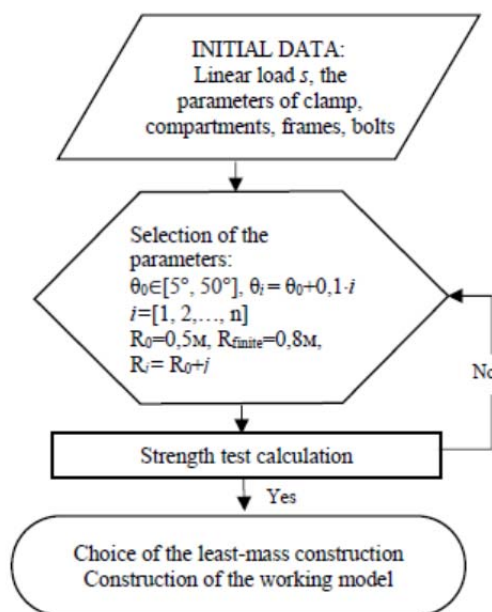 INITIAL DATA:
Linear load s, the
parameters of clamp,
compartments, frames, bolts
Selection of the
parameters:
θ₀∈[5°, 50°], θᵢ = θ₀+0,1·i
i=[1, 2,…, n]
R₀=0,5м, R_finite=0,8м,
Rᵢ= R₀+j
No
Strength test calculation
Yes
Choice of the least-mass construction
Construction of the working model